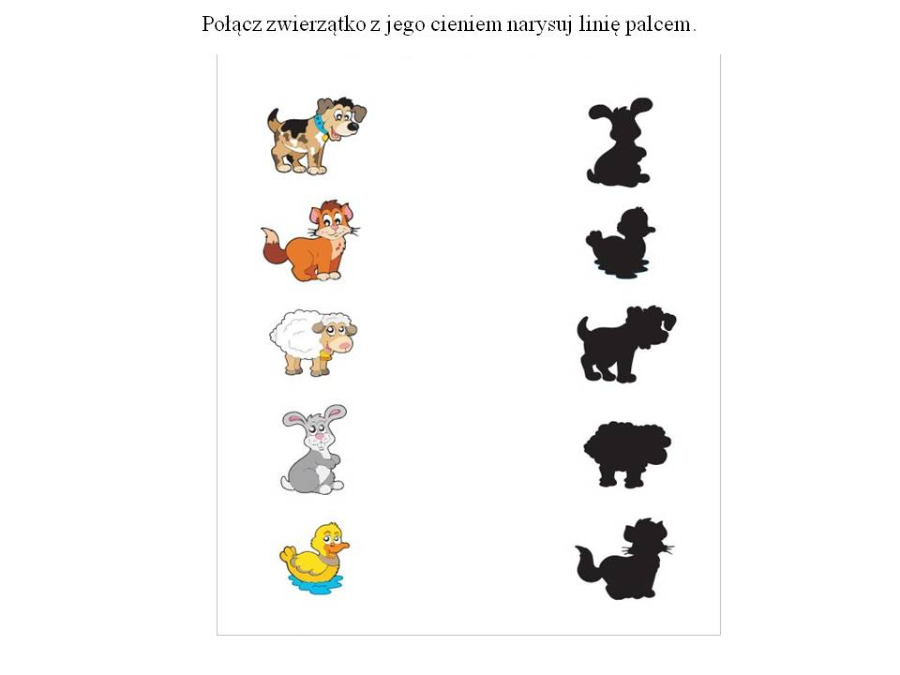 Połącz zwierzątko z jego cieniem narysuj linię palcem.